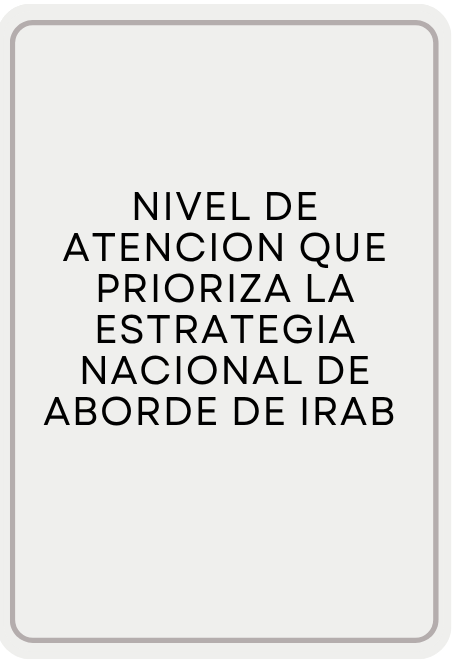 NIVEL DE
ATENCION QUE
PRIORIZA LA
ESTRATEGIA
NACIONAL DE
ABORDE DE IRAB